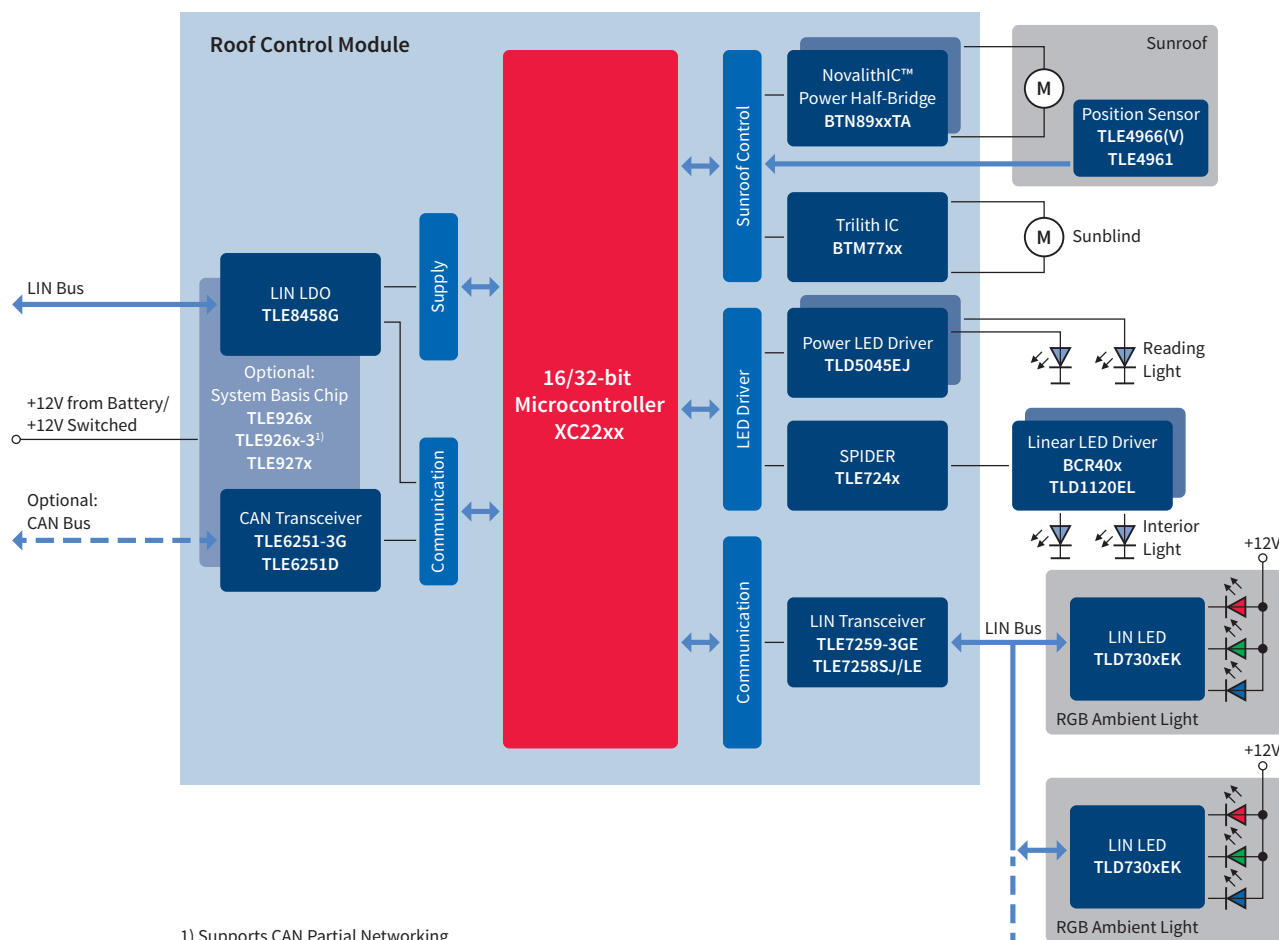 Roof Control Module
LIN Bus
+12V from Battery/
+12V Switched
Optional:
CAN Bus
LIN LDO
TLE8458G
Optional:
System Basis Chip
TLE926x
TLE926x-3¹⁾
TLE927x
CAN Transceiver
TLE6251-3G
TLE6251D
Supply
Communication
16/32-bit
Microcontroller
XC22xx
Sunroof Control
LED Driver
Communication
NovalithIC™
Power Half-Bridge
BTN89xxTA
Trilith IC
BTM77xx
Power LED Driver
TLD5045EJ
SPIDER
TLE724x
LIN Transceiver
TLE7259-3GE
TLE7258SJ/LE
Sunroof
M
Position Sensor
TLE4966(V)
TLE4961
M
Sunblind
Reading
Light
Linear LED Driver
BCR40x
TLD1120EL
Interior
Light
LIN Bus
+12V
LIN LED
TLD730xEK
RGB Ambient Light
+12V
LIN LED
TLD730xEK
RGB Ambient Light
1) Supports CAN Partial Networking